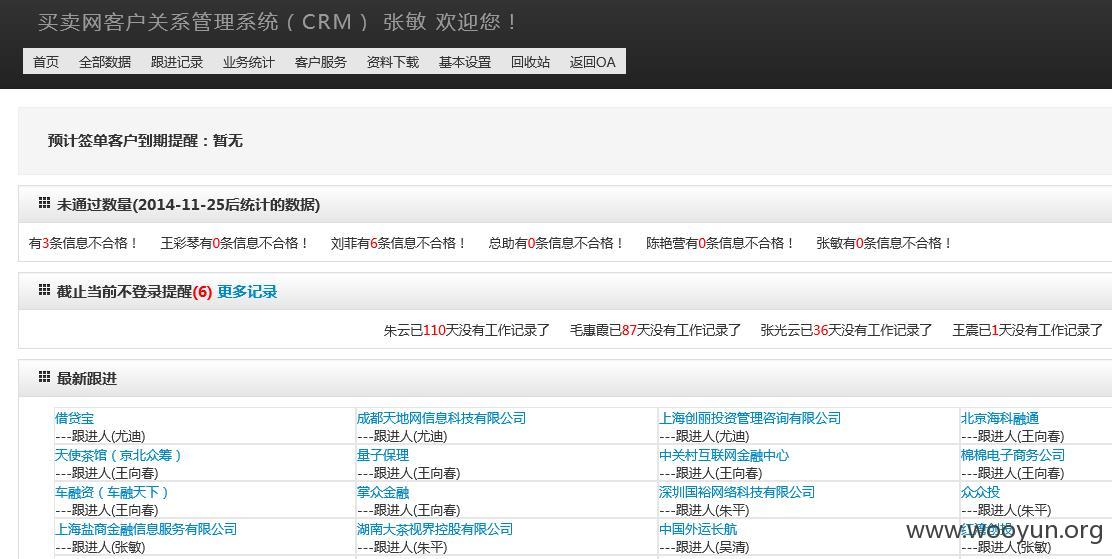 买卖网客户关系管理系统（CRM） 张敏 欢迎您！
首页 全部数据 跟进记录 业务统计 客户服务 资料下载 基本设置 回收站 返回OA
预计签单客户到期提醒：暂无
未通过数量(2014-11-25后统计的数据)
有3条信息不合格！ 王彩琴有0条信息不合格！ 刘菲有6条信息不合格！ 总助有0条信息不合格！ 陈艳营有0条信息不合格！ 张敏有0条信息不合格！
截止当前不登录提醒(6) 更多记录
朱云已110天没有工作记录了 毛惠霞已87天没有工作记录了 张光云已36天没有工作记录了 王震已1天没有工作记录了
最新跟进
借贷宝 成都天地网信息科技有限公司 上海创丽投资管理咨询有限公司 北京海科融通
---跟进人(尤迪) ---跟进人(尤迪) ---跟进人(尤迪) ---跟进人(王向春)
天使茶馆（京北众筹） 量子保理 中关村互联网金融中心 棉棉电子商务公司
---跟进人(王向春) ---跟进人(王向春) ---跟进人(王向春) ---跟进人(王向春)
车融资（车融天下） 掌众金融 深圳国裕网络科技有限公司 众众投
---跟进人(王向春) ---跟进人(王向春) ---跟进人(朱平) ---跟进人(朱平)
上海盐商金融信息服务有限公司 湖南大茶视界控股有限公司 中国外运长航
---跟进人(张敏) ---跟进人(朱平) ---跟进人(吴清) ---跟进人(张敏)
www.wooyun.org